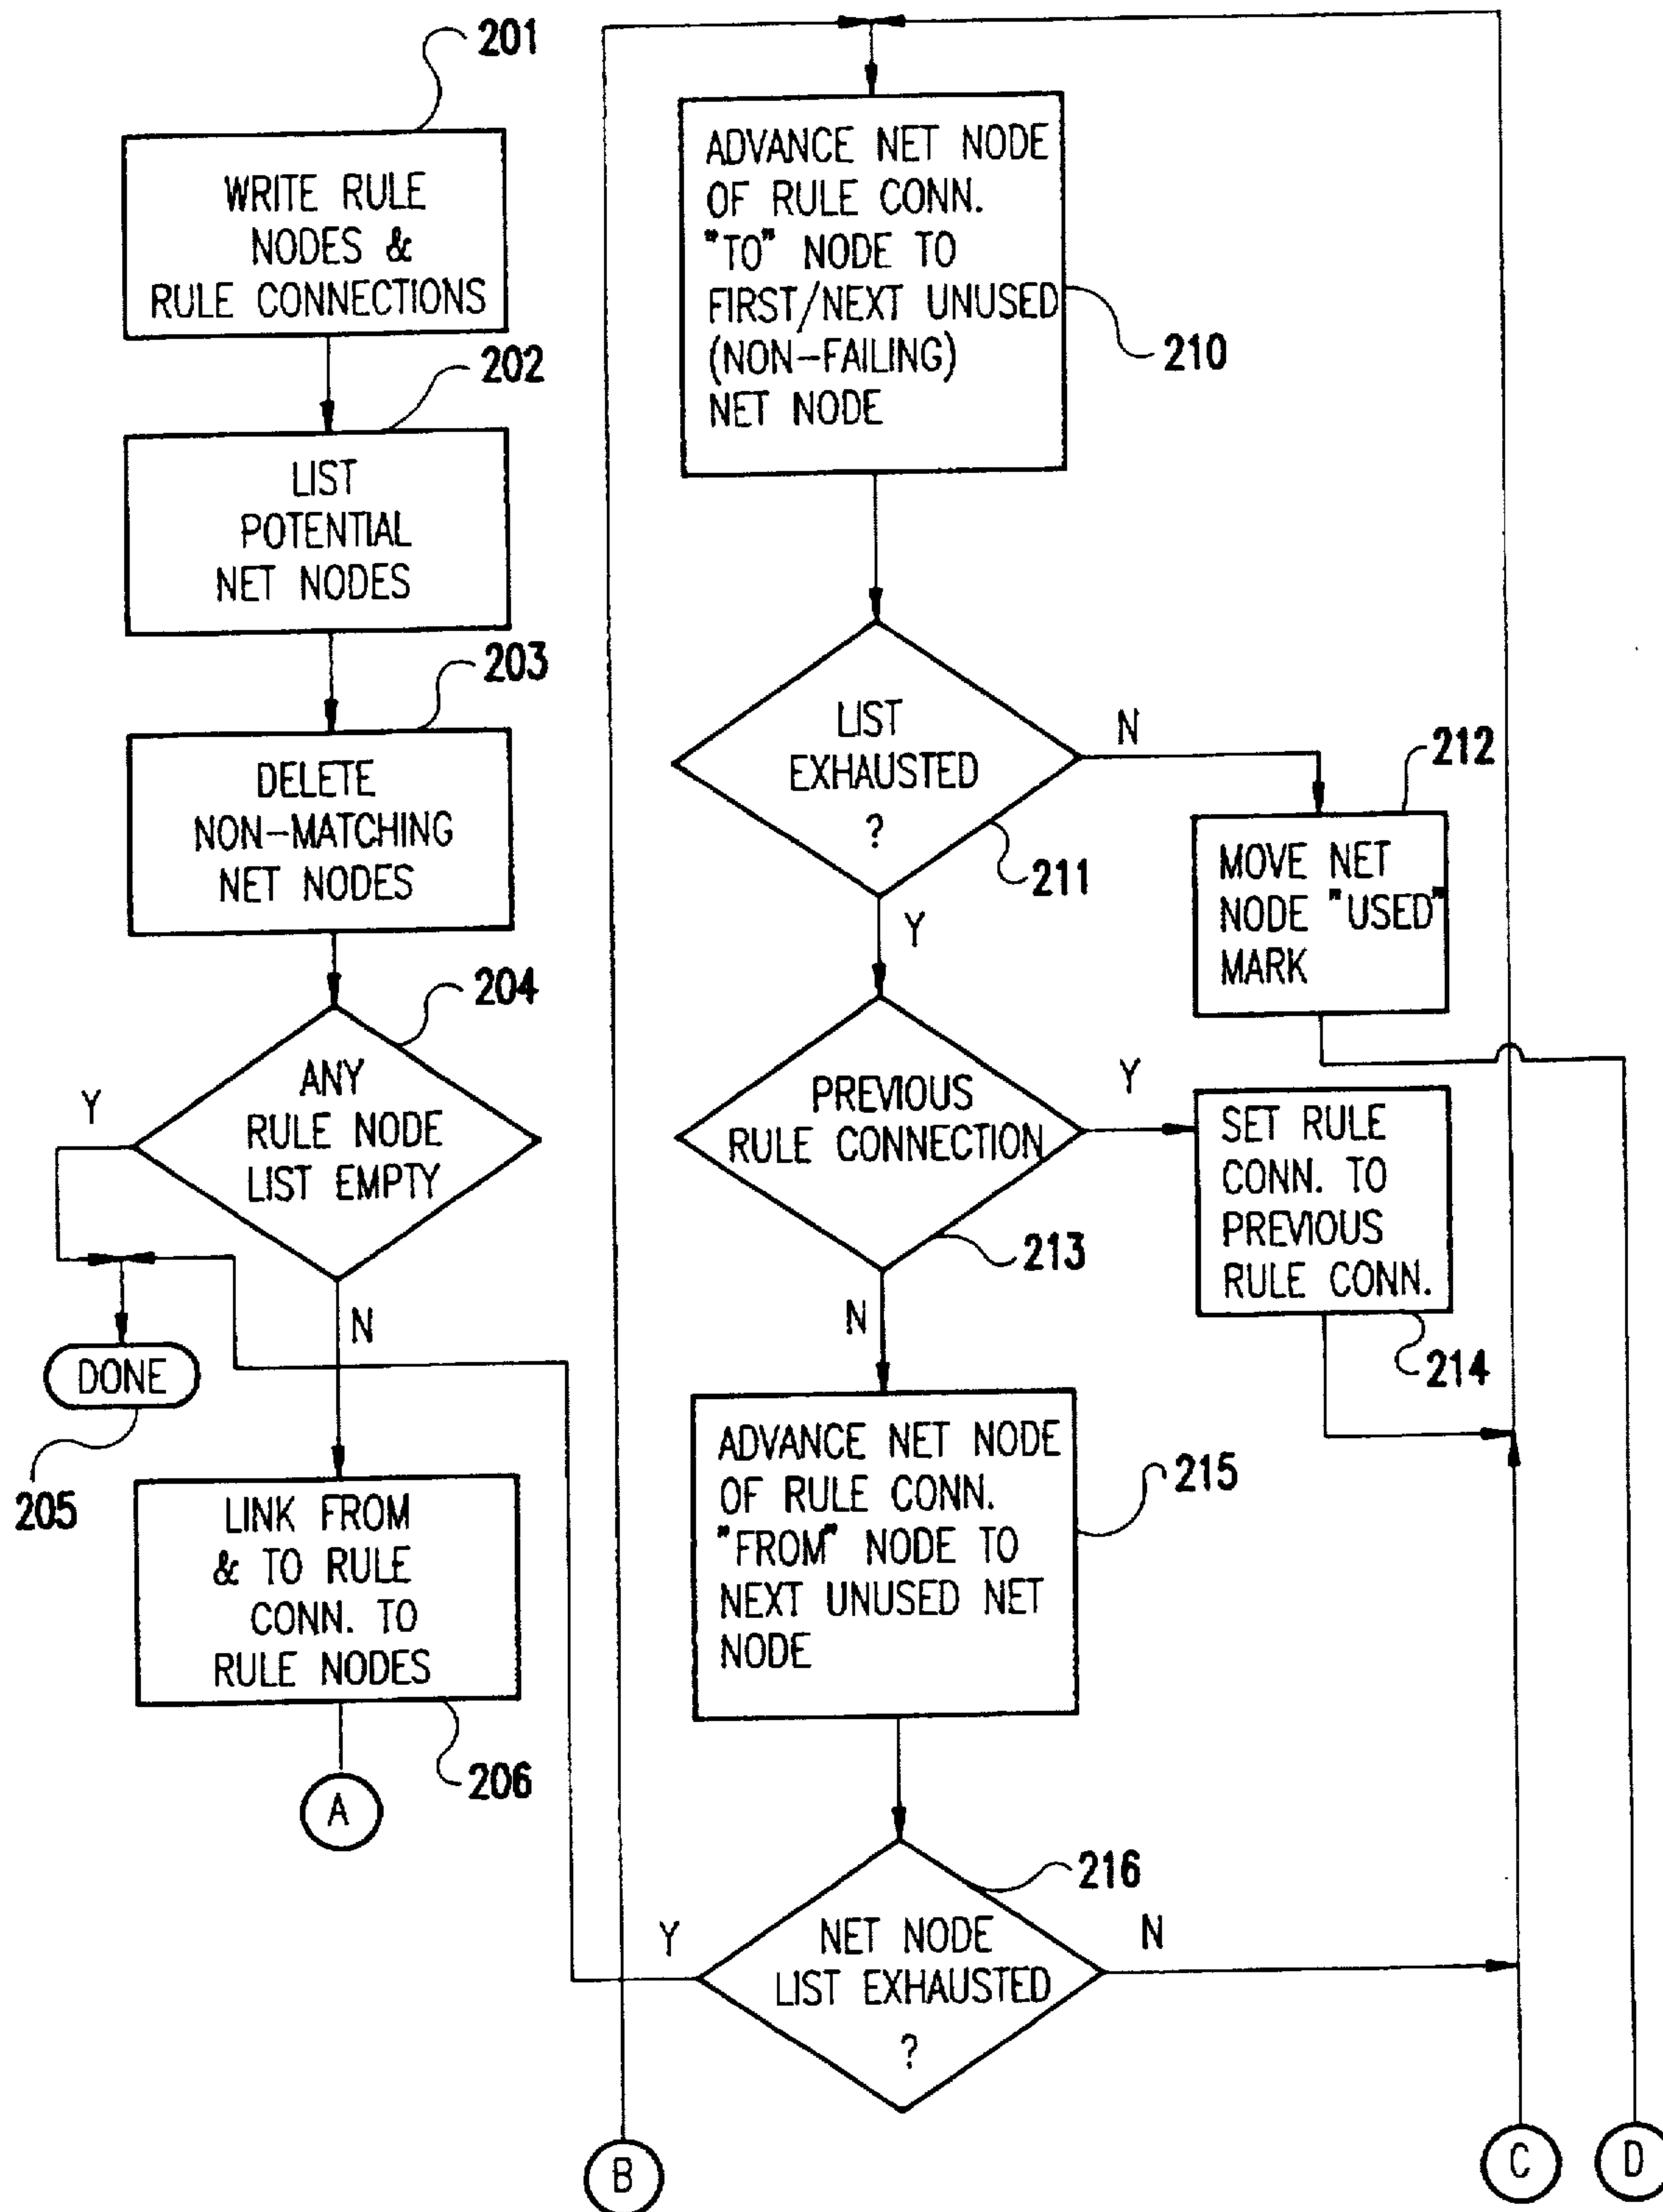 201
WRITE RULE
NODES &
RULE CONNECTIONS
202
LIST
POTENTIAL
NET NODES
203
DELETE
NON-MATCHING
NET NODES
204
ANY
RULE NODE
LIST EMPTY
Y
N
DONE
205
LINK FROM
& TO RULE
CONN. TO
RULE NODES
206
A
ADVANCE NET NODE
OF RULE CONN.
"TO" NODE TO
FIRST/NEXT UNUSED
(NON-FAILING)
NET NODE
210
LIST
EXHAUSTED
?
211
N
Y
212
MOVE NET
NODE "USED"
MARK
PREVIOUS
RULE CONNECTION
213
Y
N
SET RULE
CONN. TO
PREVIOUS
RULE CONN.
214
ADVANCE NET NODE
OF RULE CONN.
"FROM" NODE TO
NEXT UNUSED NET
NODE
215
216
NET NODE
LIST EXHAUSTED
?
Y
N
B
C
D